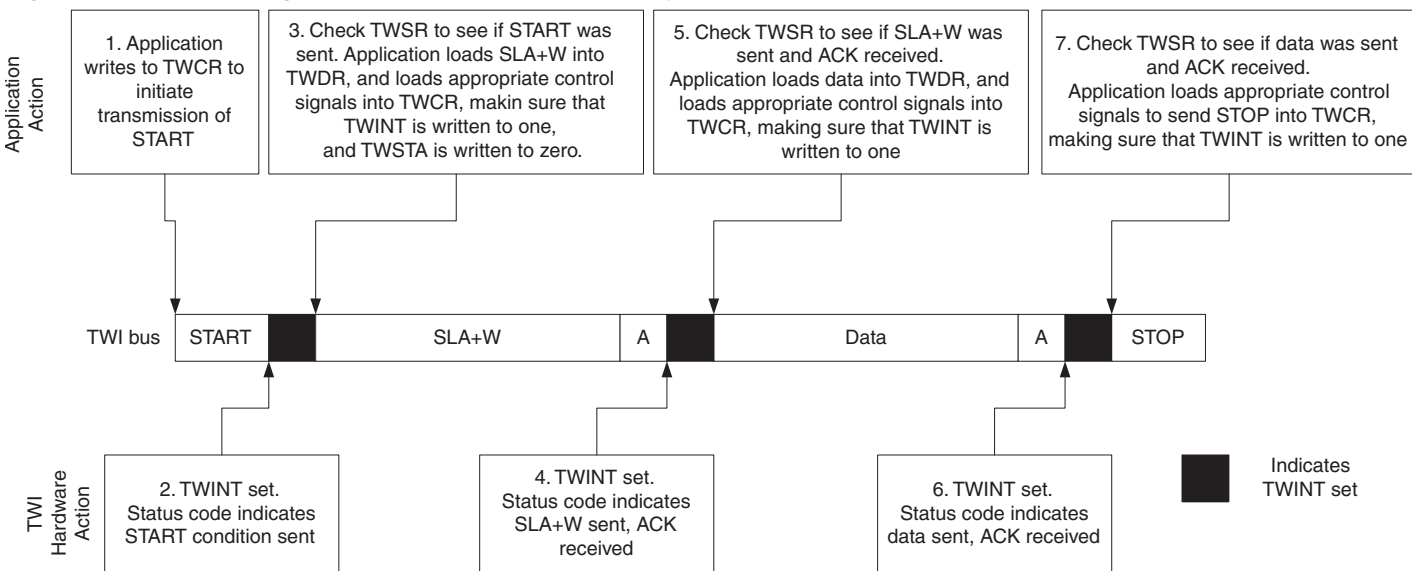 Application
Action
1. Application
writes to TWCR to
initiate
transmission of
START
3. Check TWSR to see if START was
sent. Application loads SLA+W into
TWDR, and loads appropriate control
signals into TWCR, makin sure that
TWINT is written to one,
and TWSTA is written to zero.
5. Check TWSR to see if SLA+W was
sent and ACK received.
Application loads data into TWDR, and
loads appropriate control signals into
TWCR, making sure that TWINT is
written to one
7. Check TWSR to see if data was sent
and ACK received.
Application loads appropriate control
signals to send STOP into TWCR,
making sure that TWINT is written to one
TWI bus
START
SLA+W
A
Data
A
STOP
TWI
Hardware
Action
2. TWINT set.
Status code indicates
START condition sent
4. TWINT set.
Status code indicates
SLA+W sent, ACK
received
6. TWINT set.
Status code indicates
data sent, ACK received
Indicates
TWINT set